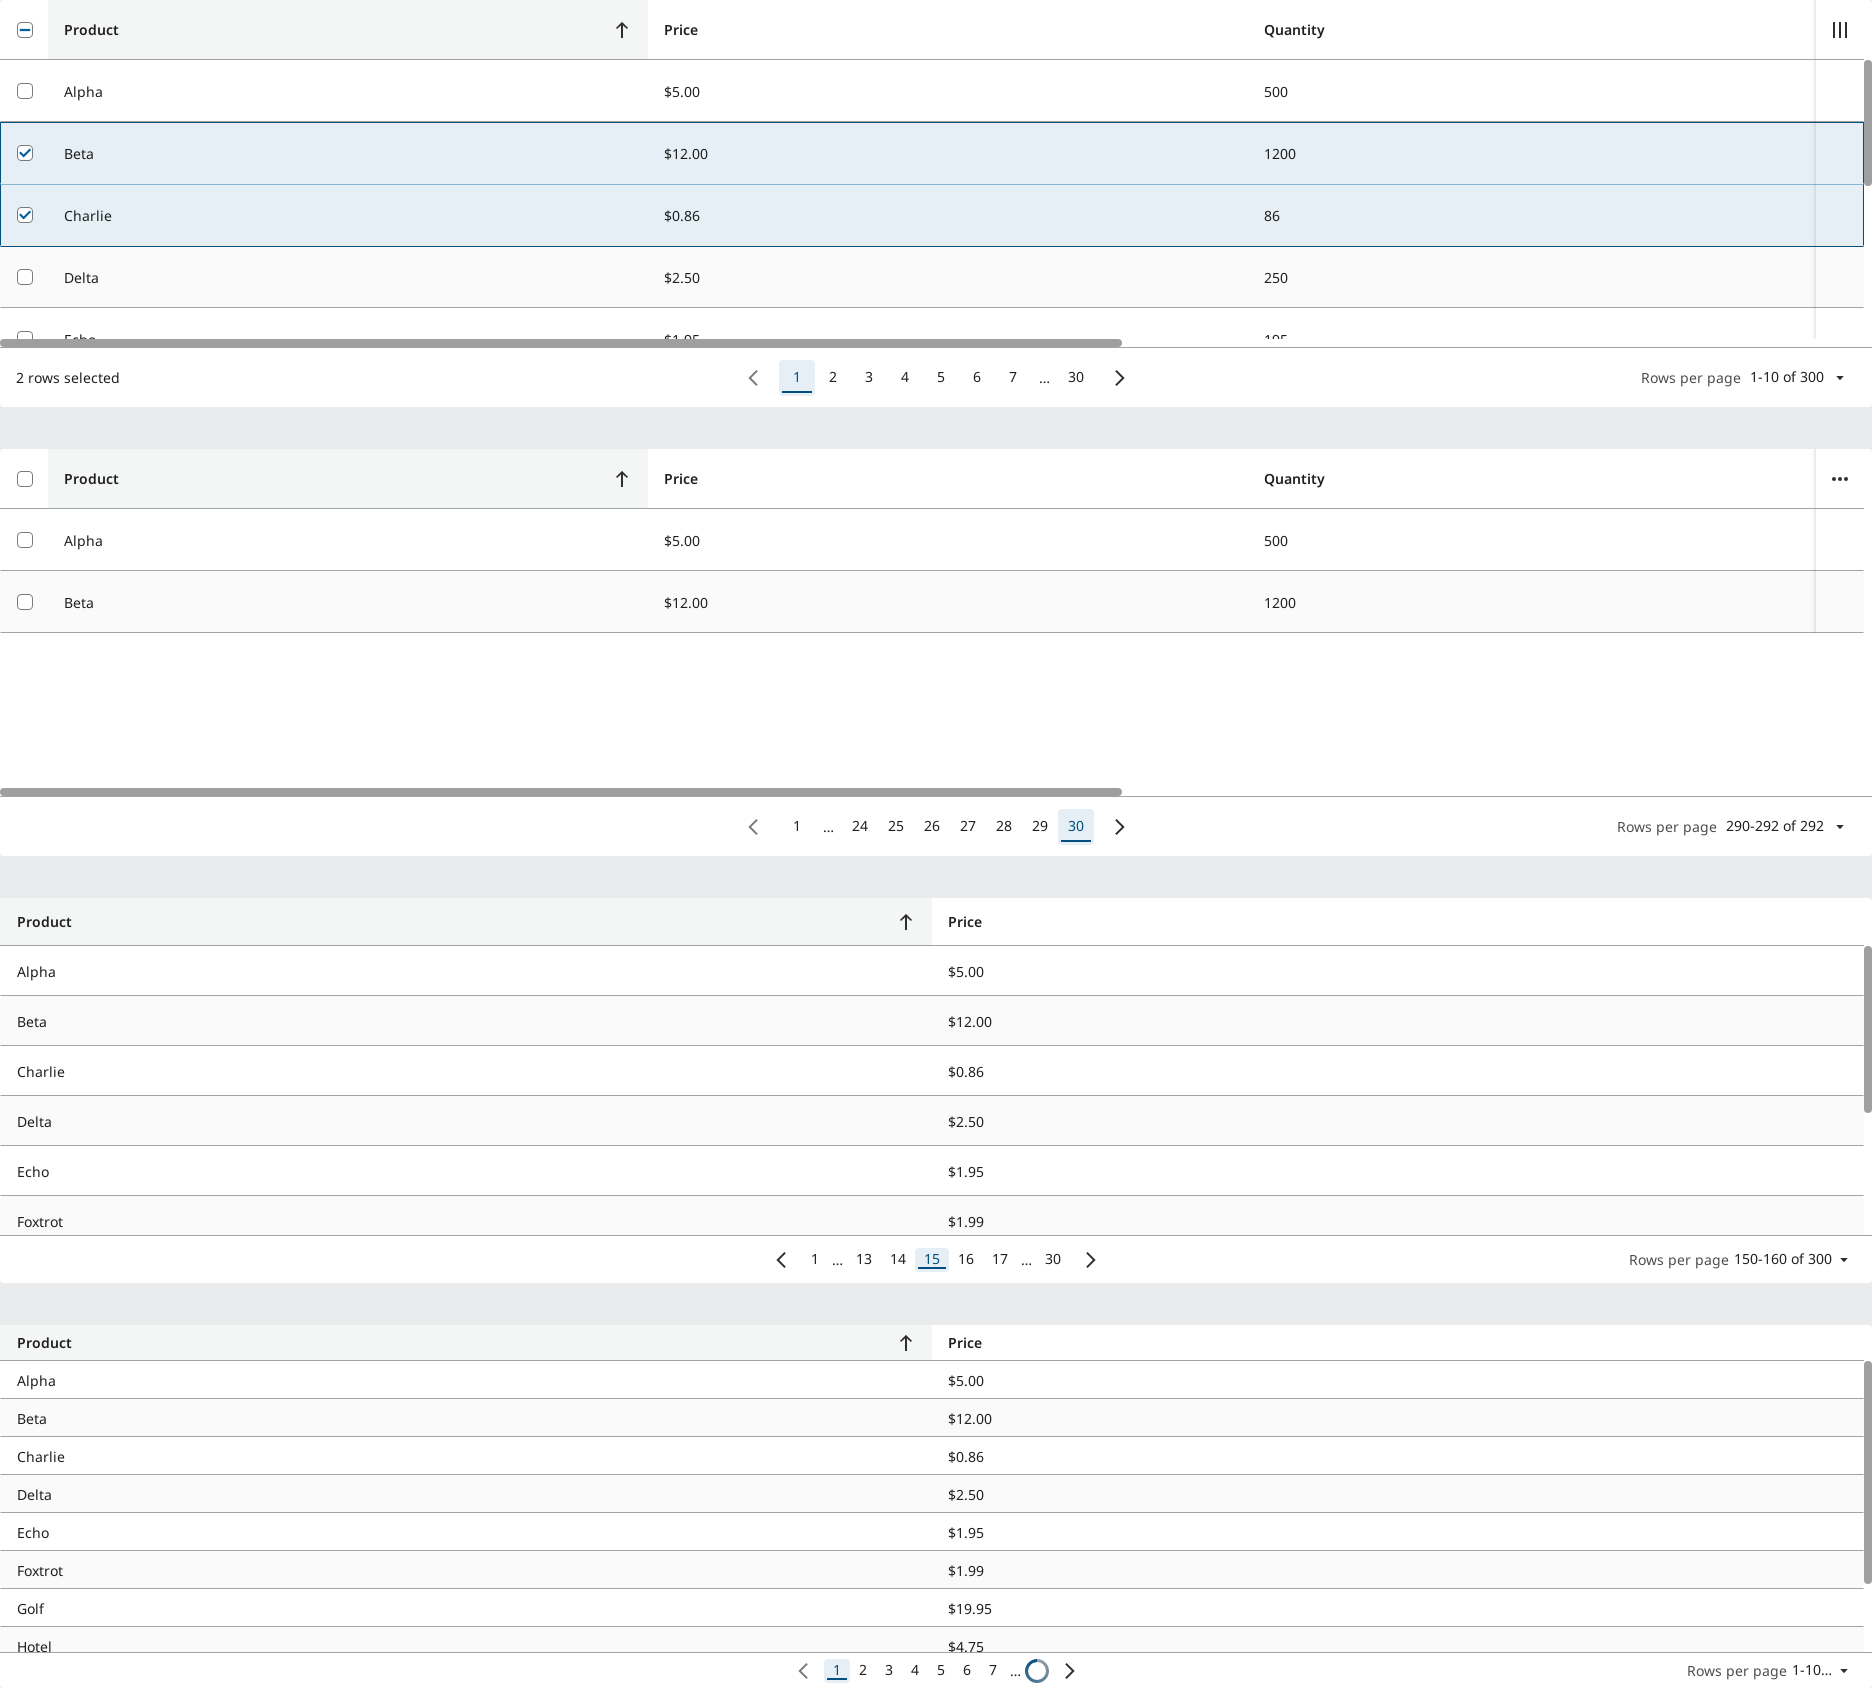 Product Price Quantity
Alpha $5.00 500
Beta $12.00 1200
Charlie $0.86 86
Delta $2.50 250
Echo $1.95 195
2 rows selected 1 2 3 4 5 6 7 ... 30 Rows per page 1-10 of 300
Product Price Quantity
Alpha $5.00 500
Beta $12.00 1200
1 ... 24 25 26 27 28 29 30 Rows per page 290-292 of 292
Product Price
Alpha $5.00
Beta $12.00
Charlie $0.86
Delta $2.50
Echo $1.95
Foxtrot $1.99
1 ... 13 14 15 16 17 ... 30 Rows per page 150-160 of 300
Product Price
Alpha $5.00
Beta $12.00
Charlie $0.86
Delta $2.50
Echo $1.95
Foxtrot $1.99
Golf $19.95
Hotel $4.75
1 2 3 4 5 6 7 ... Rows per page 1-10...